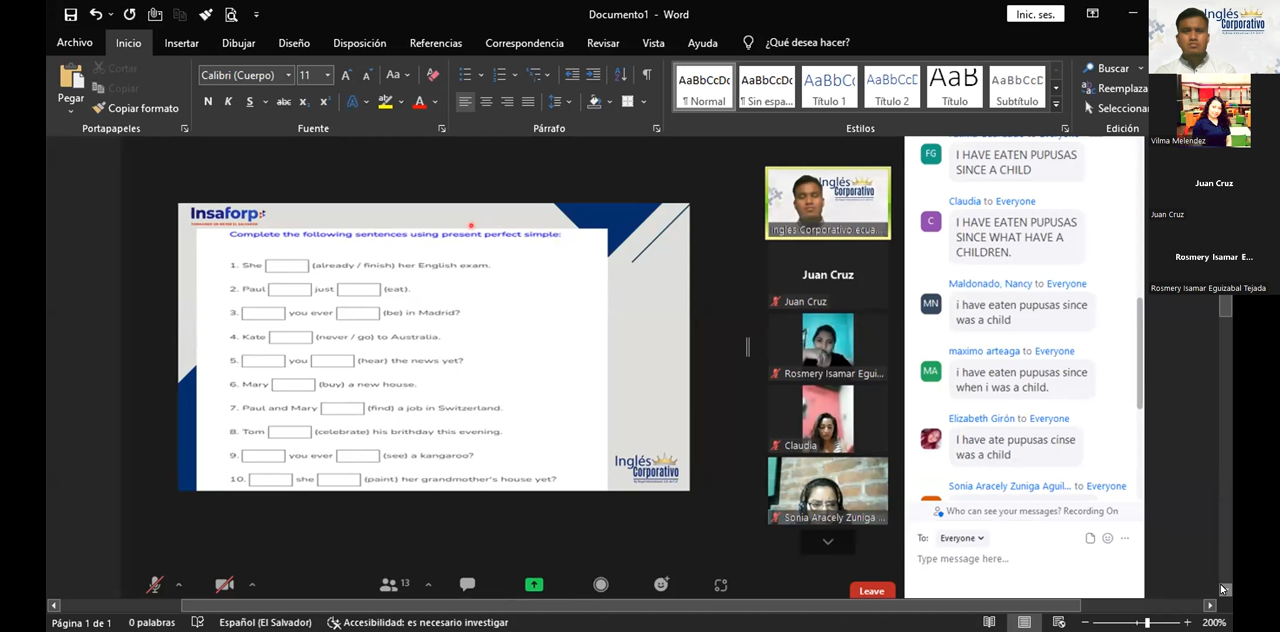 Documento1 - Word
Inic. ses.
Archivo
Inicio
Insertar
Dibujar
Diseño
Disposición
Referencias
Correspondencia
Revisar
Vista
Ayuda
¿Qué desea hacer?
Pegar
Cortar
Copiar
Copiar formato
Portapapeles
Calibri (Cuerpo)
11
Fuente
Párrafo
AaBbCcDc
¶ Normal
AaBbCcDc
¶ Sin espa...
AaBbC
Título 1
AaBbCcC
Título 2
AaB
Título
AaBbCcC
Subtítulo
Estilos
Buscar
Reemplaza
Selecciona
Edición
Insaforp
Complete the following sentences using present perfect simple:
1. She (already / finish) her English exam.
2. Paul just (eat).
3. you ever (be) in Madrid?
4. Kate (never / go) to Australia.
5. you (hear) the news yet?
6. Mary (buy) a new house.
7. Paul and Mary (find) a job in Switzerland.
8. Tom (celebrate) his brithday this evening.
9. you ever (see) a kangaroo?
10. she (paint) her grandmother's house yet?
Inglés
Corporativo
Inglés
Corporativo
Ingles Corporativo ecua...
Juan Cruz
Juan Cruz
Rosmery Isamar Egui...
Claudia
Sonia Aracely Zuniga ...
to Everyone
FG
I HAVE EATEN PUPUSAS
SINCE A CHILD
Claudia to Everyone
C
I HAVE EATEN PUPUSAS
SINCE WHAT HAVE A
CHILDREN.
Maldonado, Nancy to Everyone
MN
i have eaten pupusas since
was a child
maximo arteaga to Everyone
MA
i have eaten pupusas since
when i was a child.
Elizabeth Girón to Everyone
I have ate pupusas cinse
was a child
Sonia Aracely Zuniga Aguil... to Everyone
Who can see your messages? Recording On
To: Everyone
Type message here...
13
Leave
Inglés
Corporativo
Vilma Melendez
Juan Cruz
Juan Cruz
Rosmery Isamar E...
Rosmery Isamar Eguizabal Tejada
Página 1 de 1
0 palabras
Español (El Salvador)
Accesibilidad: es necesario investigar
200%